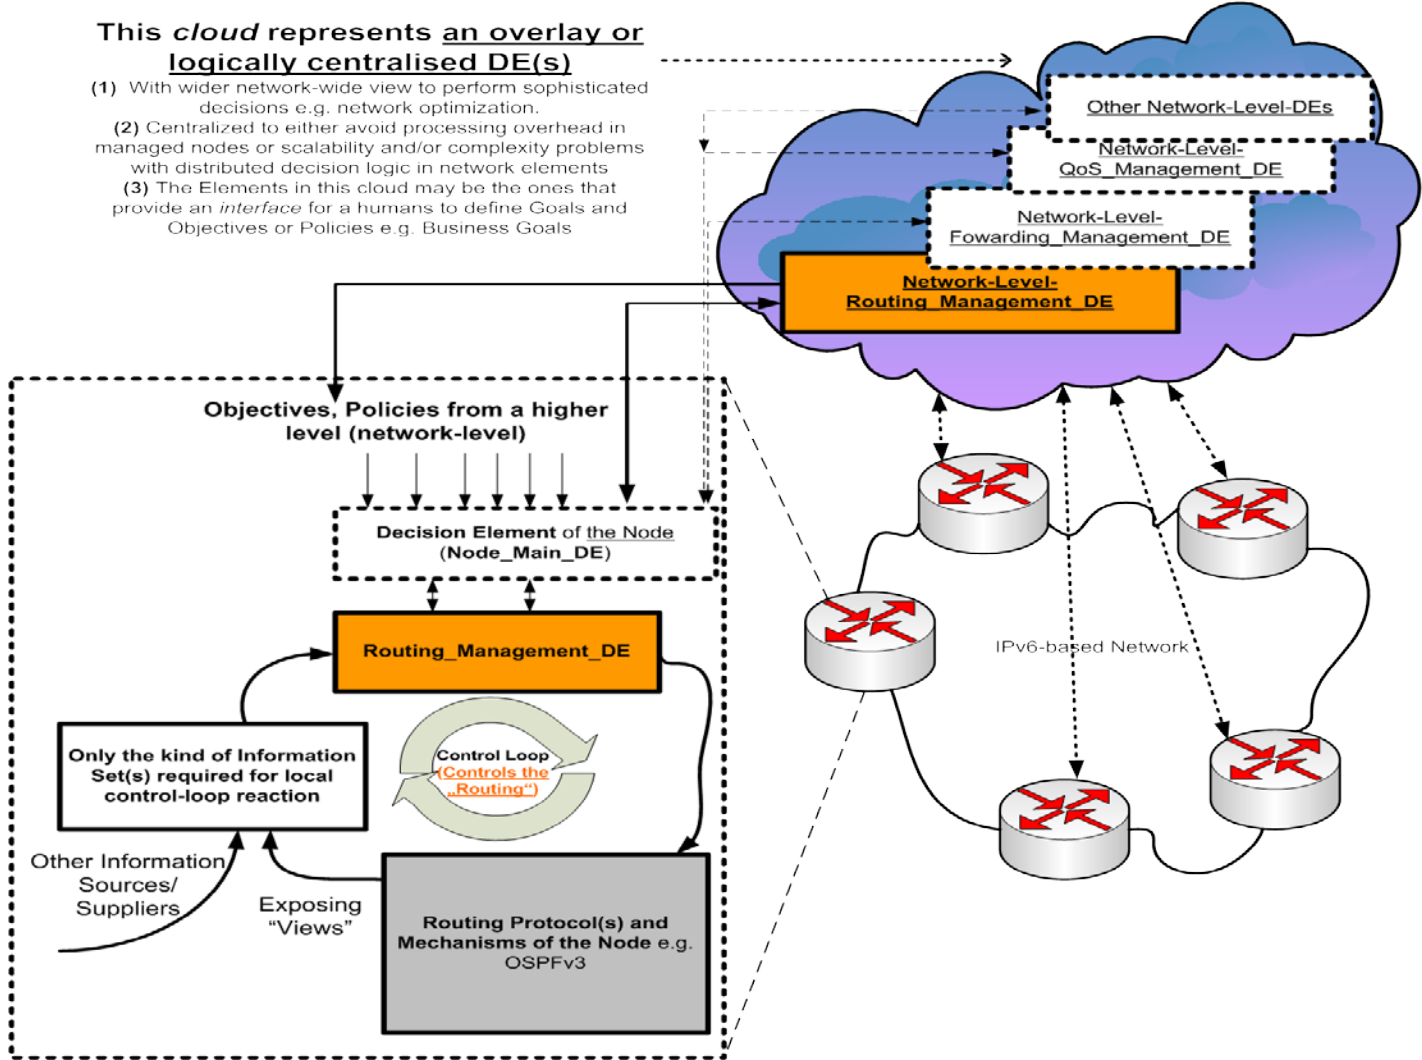 This cloud represents an overlay or
logically centralised DE(s)
(1) With wider network-wide view to perform sophisticated
decisions e.g. network optimization.
(2) Centralized to either avoid processing overhead in
managed nodes or scalability and/or complexity problems
with distributed decision logic in network elements
(3) The Elements in this cloud may be the ones that
provide an interface for a humans to define Goals and
Objectives or Policies e.g. Business Goals
Other Network-Level-DEs
Network-Level-
QoS_Management_DE
Network-Level-
Fowarding_Management_DE
Network-Level-
Routing_Management_DE
Objectives, Policies from a higher
level (network-level)
Decision Element of the Node
(Node_Main_DE)
Routing_Management_DE
Only the kind of Information
Set(s) required for local
control-loop reaction
Control Loop
(Controls the
„Routing“)
Other Information
Sources/
Suppliers
Exposing
“Views”
Routing Protocol(s) and
Mechanisms of the Node e.g.
OSPFv3
IPv6-based Network